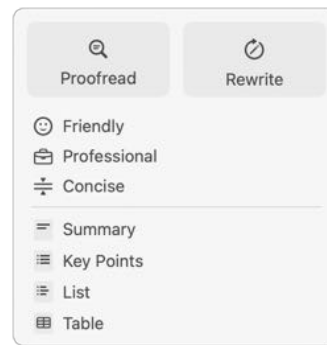 Proofread
Rewrite
Friendly
Professional
Concise
Summary
Key Points
List
Table